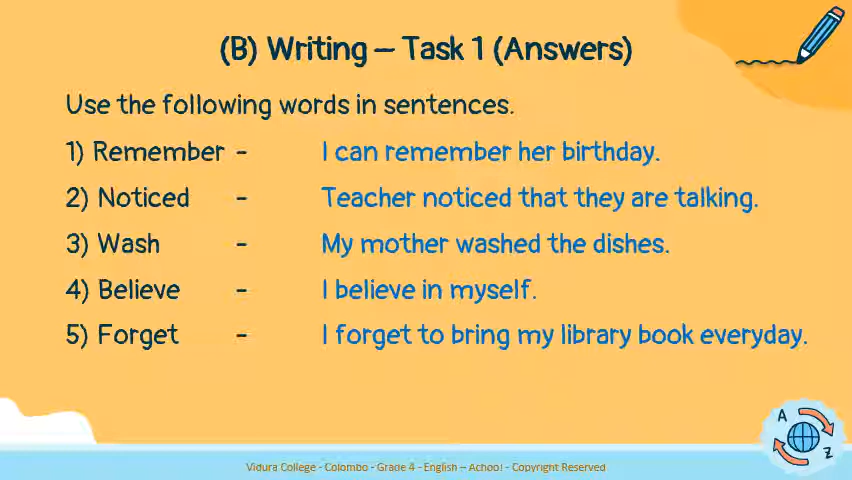 (B) Writing – Task 1 (Answers)
Use the following words in sentences.
1) Remember - I can remember her birthday.
2) Noticed - Teacher noticed that they are talking.
3) Wash - My mother washed the dishes.
4) Believe - I believe in myself.
5) Forget - I forget to bring my library book everyday.
A
Z
Vidura College - Colombo - Grade 4 - English – Achoo! - Copyright Reserved